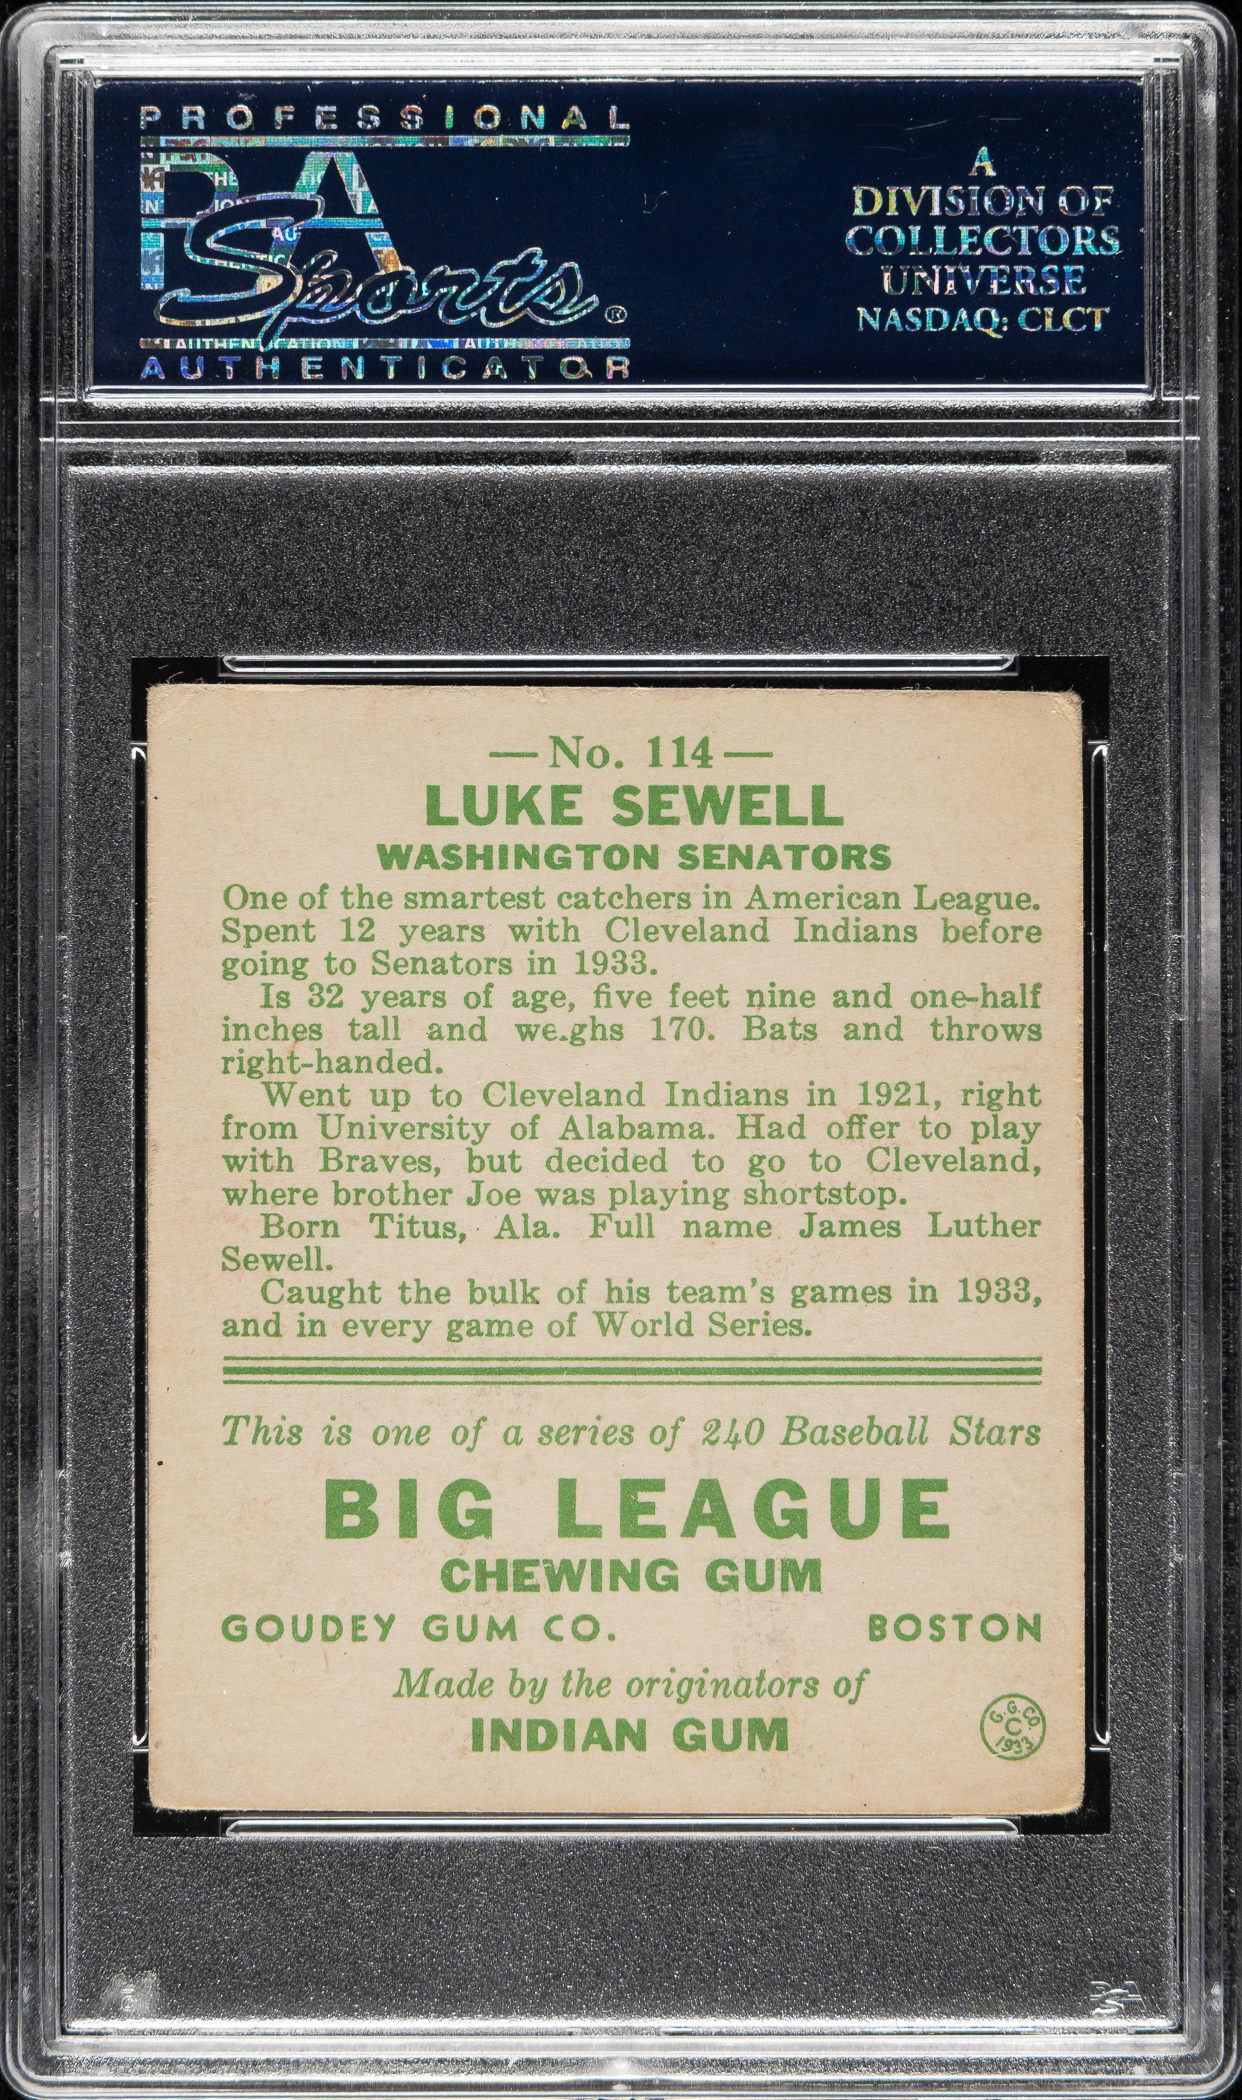 PROFESSIONAL
PSA
Sports®
AUTHENTICATOR
A
DIVISION OF
COLLECTORS
UNIVERSE
NASDAQ: CLCT
— No. 114 —
LUKE SEWELL
WASHINGTON SENATORS
One of the smartest catchers in American League.
Spent 12 years with Cleveland Indians before
going to Senators in 1933.
Is 32 years of age, five feet nine and one-half
inches tall and we.ghs 170. Bats and throws
right-handed.
Went up to Cleveland Indians in 1921, right
from University of Alabama. Had offer to play
with Braves, but decided to go to Cleveland,
where brother Joe was playing shortstop.
Born Titus, Ala. Full name James Luther
Sewell.
Caught the bulk of his team's games in 1933,
and in every game of World Series.
This is one of a series of 240 Baseball Stars
BIG LEAGUE
CHEWING GUM
GOUDEY GUM CO. BOSTON
Made by the originators of
INDIAN GUM
G.G.CO.
C
1933
PSA